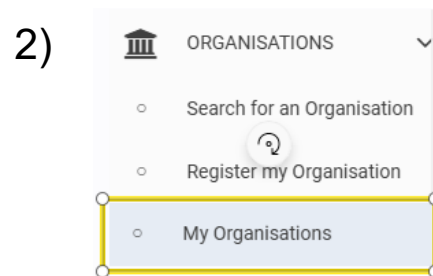 2)
ORGANISATIONS
Search for an Organisation
Register my Organisation
My Organisations